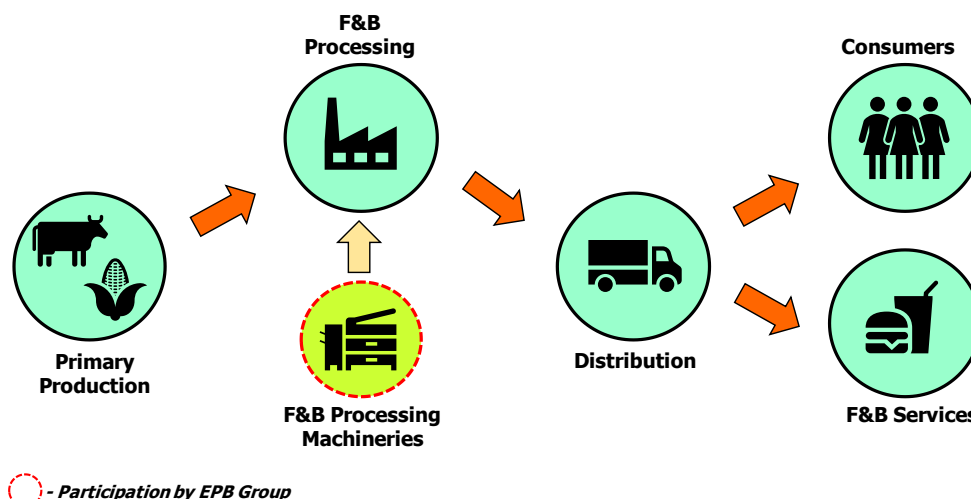 F&B
Processing
Consumers
Primary
Production
F&B Processing
Machineries
Distribution
F&B Services
- Participation by EPB Group